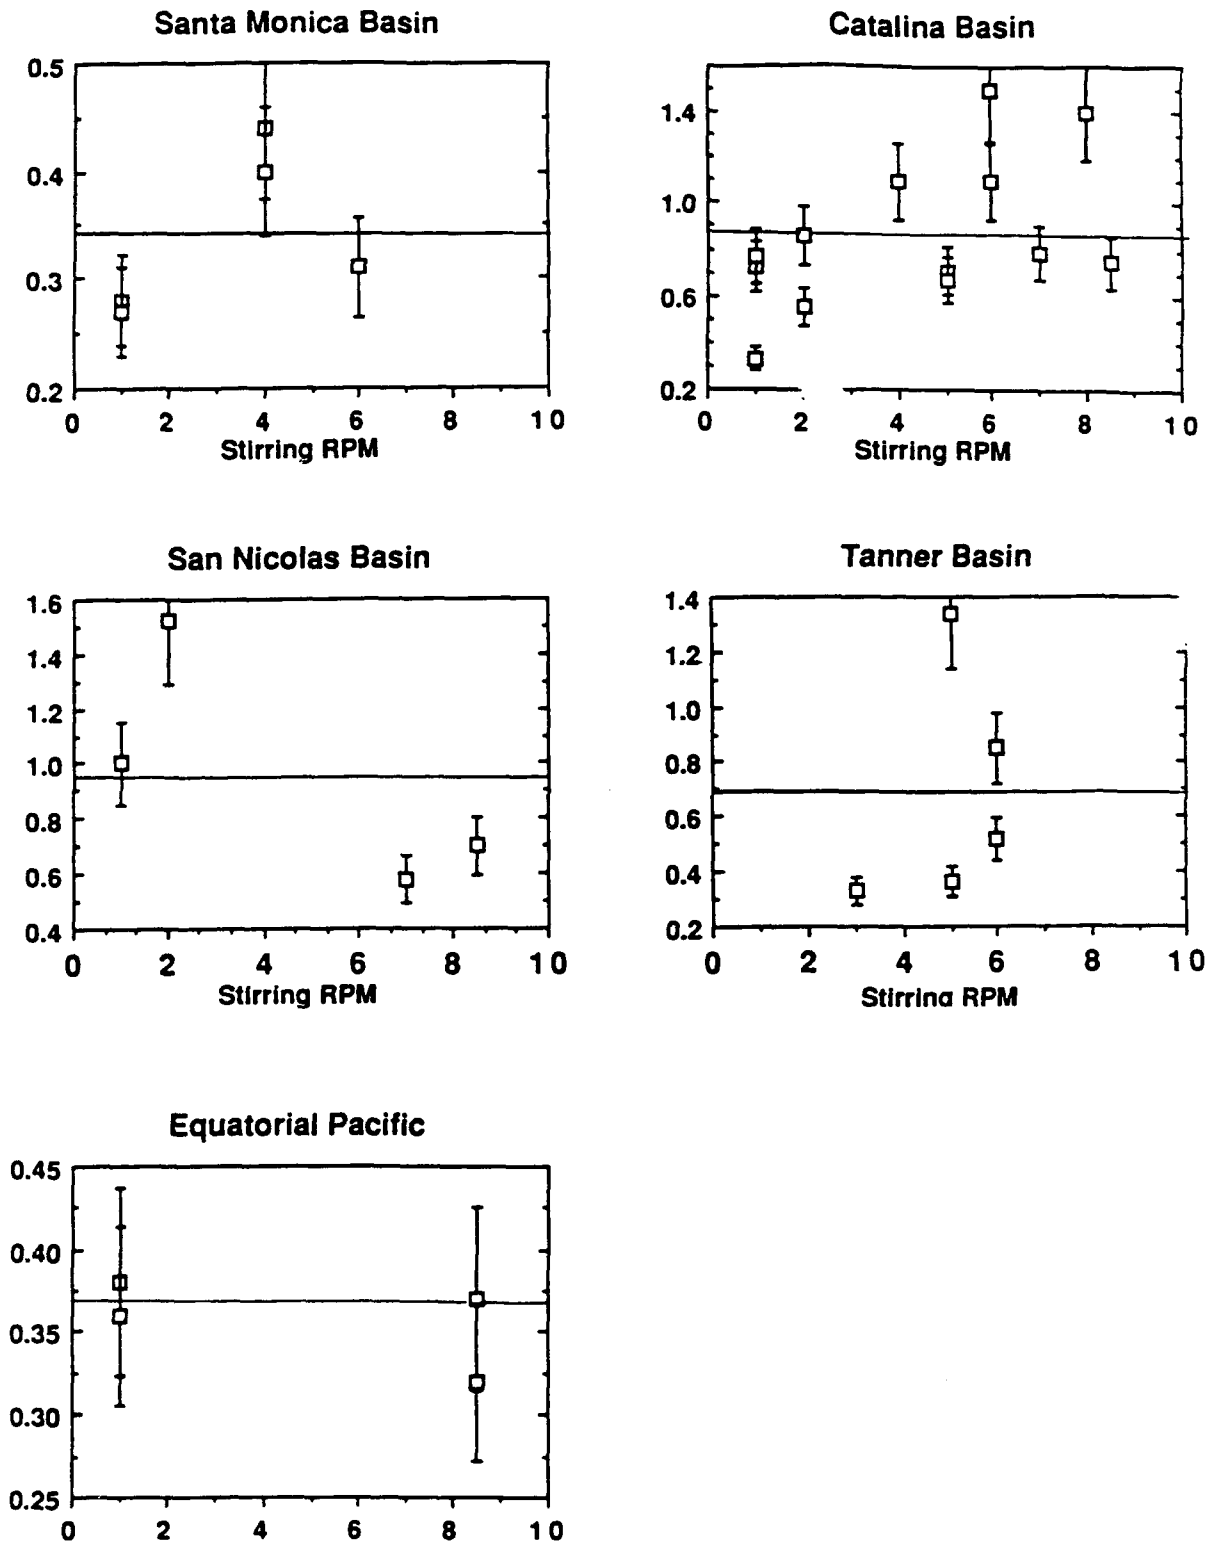 Santa Monica Basin
0.5
0.4
0.3
0.2
0 2 4 6 8 10
Stirring RPM
Catalina Basin
1.4
1.0
0.6
0.2
0 2 4 6 8 10
Stirring RPM
San Nicolas Basin
1.6
1.4
1.2
1.0
0.8
0.6
0.4
0 2 4 6 8 10
Stirring RPM
Tanner Basin
1.4
1.2
1.0
0.8
0.6
0.4
0.2
0 2 4 6 8 10
Stirring RPM
Equatorial Pacific
0.45
0.40
0.35
0.30
0.25
0 2 4 6 8 10